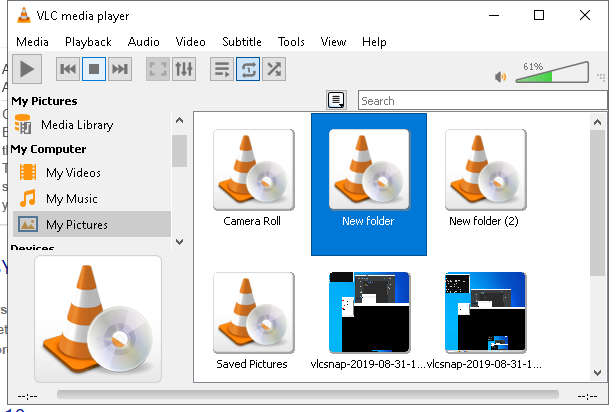 VLC media player
Media Playback Audio Video Subtitle Tools View Help
61%
My Pictures
Search
Media Library
My Computer
My Videos
My Music
My Pictures
Devices
Camera Roll
New folder
New folder (2)
Saved Pictures
vlcsnap-2019-08-31-1...
vlcsnap-2019-08-31-1...
--:--
--:--